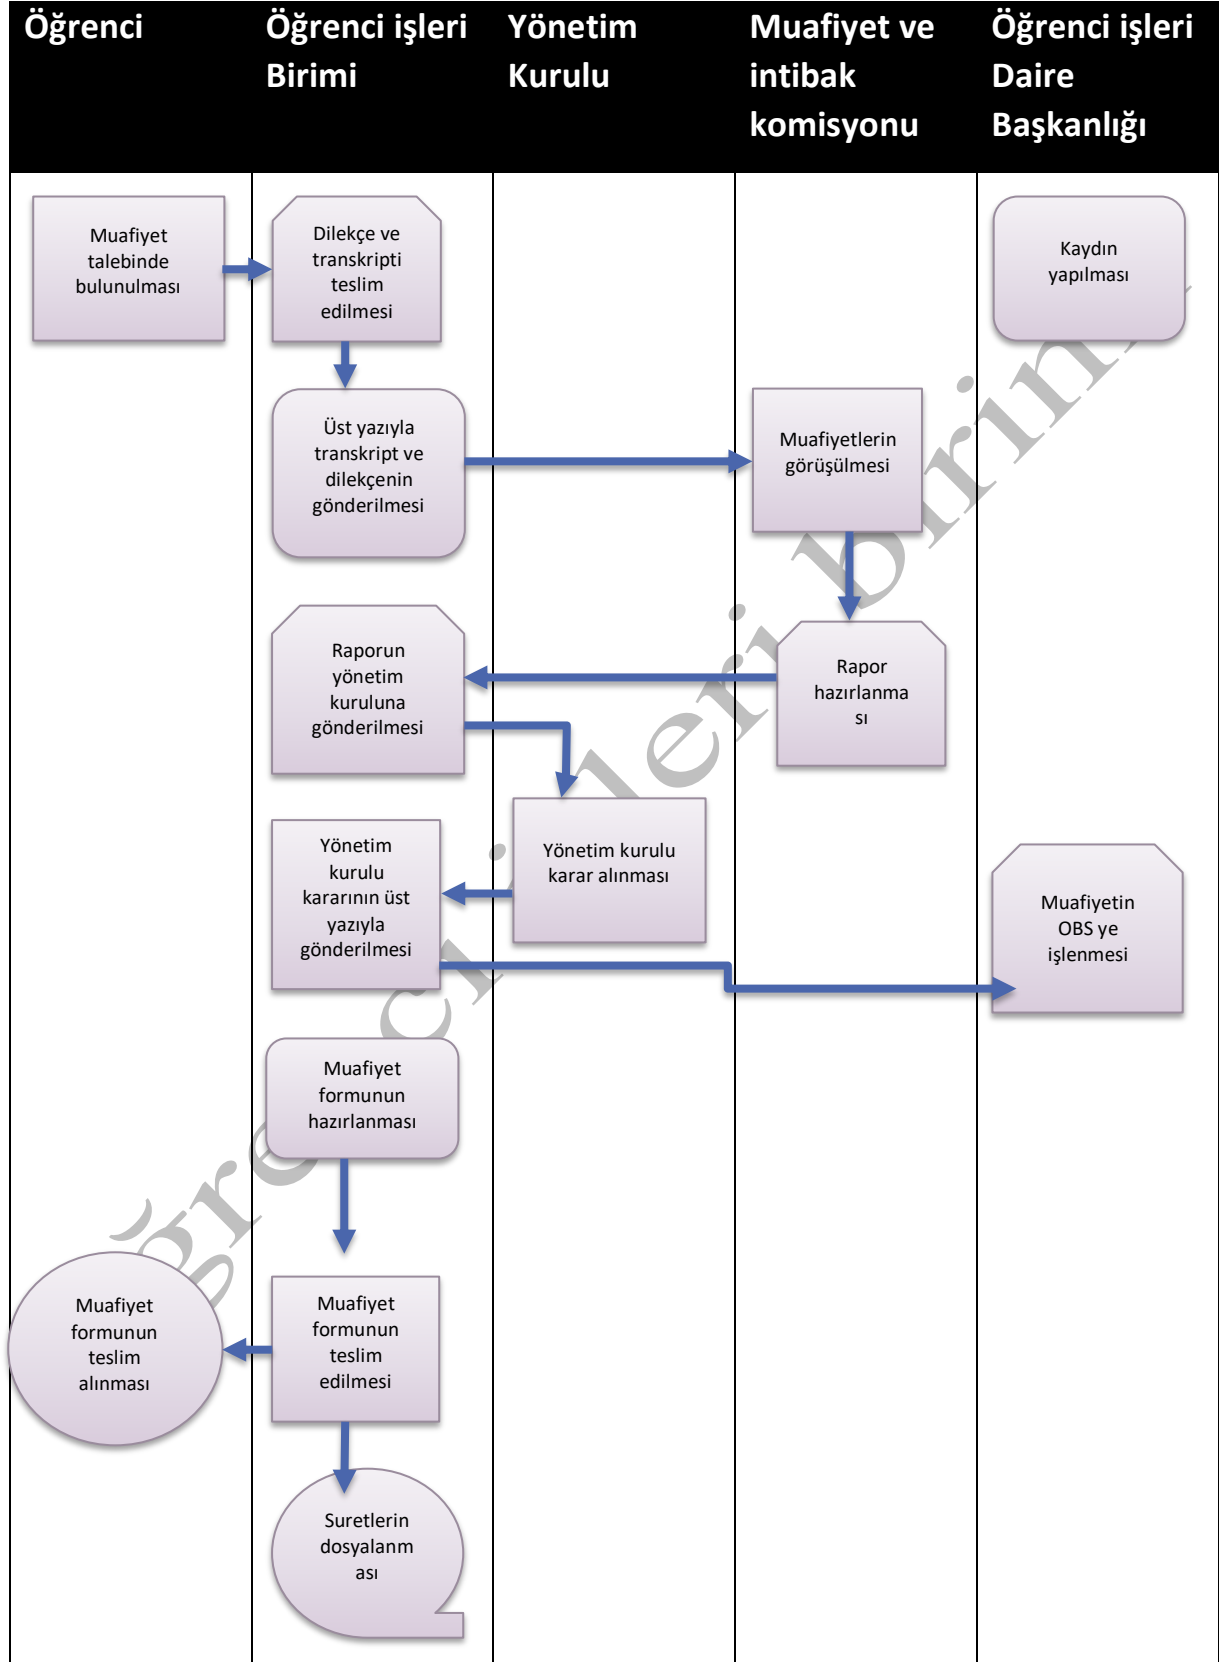 Öğrenci
Öğrenci işleri
Birimi
Yönetim
Kurulu
Muafiyet ve
intibak
komisyonu
Öğrenci işleri
Daire
Başkanlığı
Muafiyet
talebinde
bulunulması
Dilekçe ve
transkripti
teslim
edilmesi
Kaydın
yapılması
Üst yazıyla
transkript ve
dilekçenin
gönderilmesi
Muafiyetlerin
görüşülmesi
Raporun
yönetim
kuruluna
gönderilmesi
Rapor
hazırlanma
sı
Yönetim
kurulu
kararının üst
yazıyla
gönderilmesi
Yönetim kurulu
karar alınması
Muafiyetin
OBS ye
işlenmesi
Muafiyet
formunun
hazırlanması
Muafiyet
formunun
teslim
alınması
Muafiyet
formunun
teslim
edilmesi
Suretlerin
dosyalanm
ası